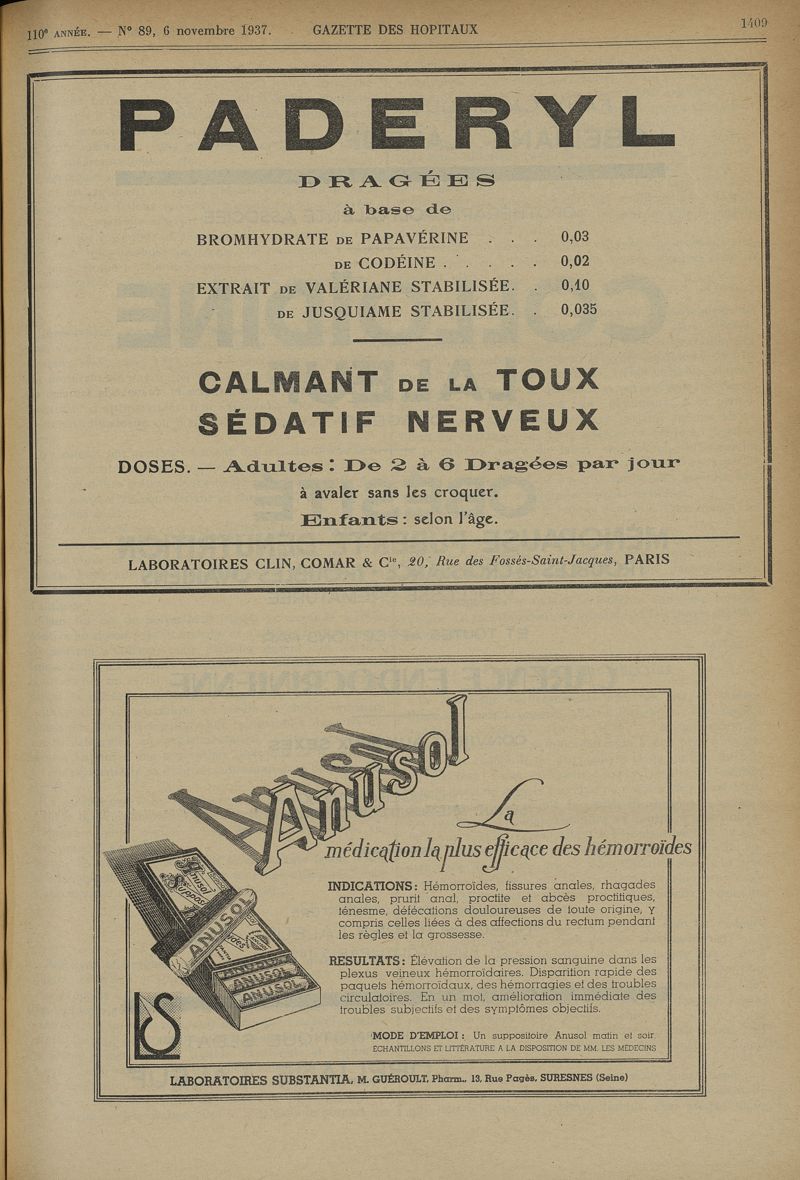 110e ANNÉE. — N° 89, 6 novembre 1937. GAZETTE DES HOPITAUX 1409
PADERYL
DRAGÉES
à base de
BROMHYDRATE DE PAPAVÉRINE . . . 0,03
DE CODÉINE . . . . . 0,02
EXTRAIT DE VALÉRIANE STABILISÉE. . 0,10
DE JUSQUIAME STABILISÉE. . 0,035
CALMANT DE LA TOUX
SÉDATIF NERVEUX
DOSES. — Adultes : De 2 à 6 Dragées par jour
à avaler sans les croquer.
Enfants : selon l'âge.
LABORATOIRES CLIN, COMAR & Cie, 20, Rue des Fossés-Saint-Jacques, PARIS
Anusol
La
médication la plus efficace des hémorroïdes
INDICATIONS : Hémorroïdes, fissures anales, rhagades
anales, prurit anal, proctite et abcès proctitiques,
ténesme, défécations douloureuses de toute origine, y
compris celles liées à des affections du rectum pendant
les règles et la grossesse.
RESULTATS : Élévation de la pression sanguine dans les
plexus veineux hémorroïdaires. Disparition rapide des
paquets hémorroïdaux, des hémorragies et des troubles
circulatoires. En un mot, amélioration immédiate des
troubles subjectifs et des symptômes objectifs.
MODE D'EMPLOI : Un suppositoire Anusol matin et soir
ÉCHANTILLONS ET LITTÉRATURE A LA DISPOSITION DE MM. LES MÉDECINS
Anusol
ANUSOL
ANUSOL
ANUSOL
LS
LABORATOIRES SUBSTANTIA, M. GUÉROULT, Pharm., 13, Rue Pagès, SURESNES (Seine)